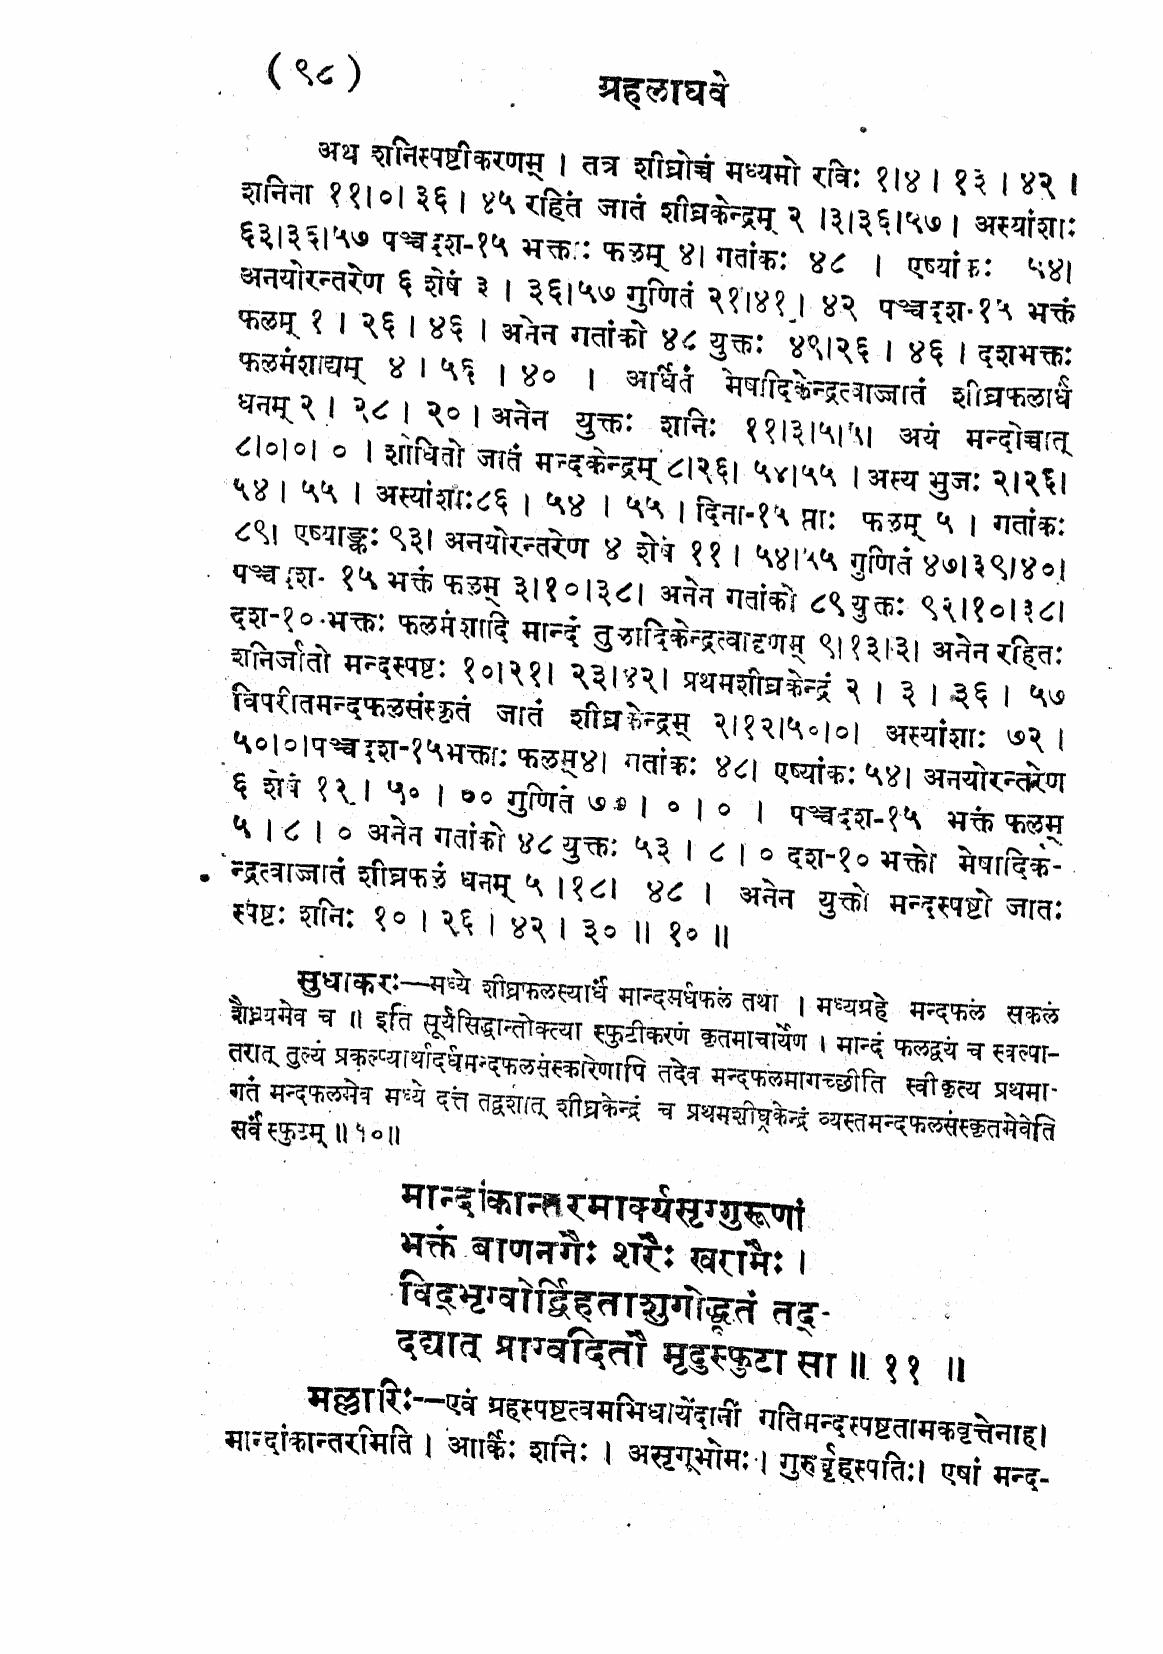 (९८)
ग्रहलाघवे
अथ शनिस्पष्टीकरणम् । तत्र शीघ्रोच्चं मध्यमो रविः १।४ । १३ । ४२ ।
शनिना ११।०। ३६ । ४५ रहितं जातं शीघ्रकेन्द्रम् २ ।३।३६।५७ । अस्यांशाः
६३।३६।५७ पञ्चदश-१५ भक्ताः फलम् ४। गतांकः ४८ । एष्यांकः ५४।
अनयोरन्तरेण ६ शेषं ३ । ३६।५७ गुणितं २१।४१ । ४२ पञ्चदश-१५ भक्तं
फलम् १ । २६ । ४६ । अनेन गतांको ४८ युक्तः ४९।२६ । ४६ । दशभक्तः
फलमंशाद्यम् ४ । ५६ । ४० । अर्धितं मेषादिकेन्द्रत्वाज्जातं शीघ्रफलार्धं
धनम् २ । २८ । २० । अनेन युक्तः शनिः ११।३।५।५। अयं मन्दोच्चात्
८।०।०। ० । शोधितो जातं मन्दकेन्द्रम् ८।२६। ५४।५५ । अस्य भुजः २।२६।
५४ । ५५ । अस्यांशाः८६ । ५४ । ५५ । दिना-१५ प्ताः फलम् ५ । गतांकः
८९। एष्याङ्कः ९३। अनयोरन्तरेण ४ शेषं ११ । ५४।५५ गुणितं ४७।३९।४०।
पञ्चदश- १५ भक्तं फलम् ३।१०।३८। अनेन गतांको ८९ युक्तः ९२।१०।३८।
दश-१० भक्तः फलमंशादि मान्दं तुलादिकेन्द्रत्वादृणम् ९।१३।३। अनेन रहितः
शनिर्जातो मन्दस्पष्टः १०।२१। २३।४२। प्रथमशीघ्रकेन्द्रं २ । ३ । ३६ । ५७
विपरीतमन्दफलसंस्कृतं जातं शीघ्रकेन्द्रम् २।१२।५०।०। अस्यांशाः ७२ ।
५०।०।पञ्चदश-१५भक्ताः फलम्४। गतांकः ४८। एष्यांकः ५४। अनयोरन्तरेण
६ शेषं १२ । ५० । ०० गुणितं ७७ । ० । ० । पञ्चदश-१५ भक्तं फलम्
५ । ८ । ० अनेन गतांको ४८ युक्तः ५३ । ८ । ० दश-१० भक्तो मेषादिके-
न्द्रत्वाज्जातं शीघ्रफलं धनम् ५ ।१८। ४८ । अनेन युक्तो मन्दस्पष्टो जातः
स्पष्टः शनिः १० । २६ । ४२ । ३० ॥ १० ॥
सुधाकरः—मध्ये शीघ्रफलस्यार्धं मान्दमर्धफलं तथा । मध्यग्रहे मन्दफलं सकलं
शैघ्र्यमेव च ॥ इति सूर्यसिद्धान्तोक्त्या स्फुटीकरणं कृतमाचार्येण । मान्दं फलद्वयं च स्वल्पा-
तरात् तुल्यं प्रकल्प्यार्थादर्धमन्दफलसंस्कारेणापि तदेव मन्दफलमागच्छीति स्वीकृत्य प्रथमा-
गतं मन्दफलमेव मध्ये दत्तं तद्वशात् शीघ्रकेन्द्रं च प्रथमशीघ्रकेन्द्रं व्यस्तमन्दफलसंस्कृतमेवेति
सर्वं स्फुटम् ॥ १० ॥
मान्दांकान्तरमार्क्यसृग्गुरूणां
भक्तं बाणनगैः शरैः खरामैः ।
विद्भृग्वोर्द्विहताशुगोद्धृतं तद्-
दद्यात् प्राग्वदितौ मृदुस्फुटा सा ॥ ११ ॥
मल्लारिः—एवं ग्रहस्पष्टत्वमभिधायेदानीं गतिमन्दस्पष्टतामकवृत्तेनाह।
मान्दांकान्तरमिति । आर्किः शनिः । असृग्भोमः । गुरुर्वृहस्पतिः। एषां मन्द-